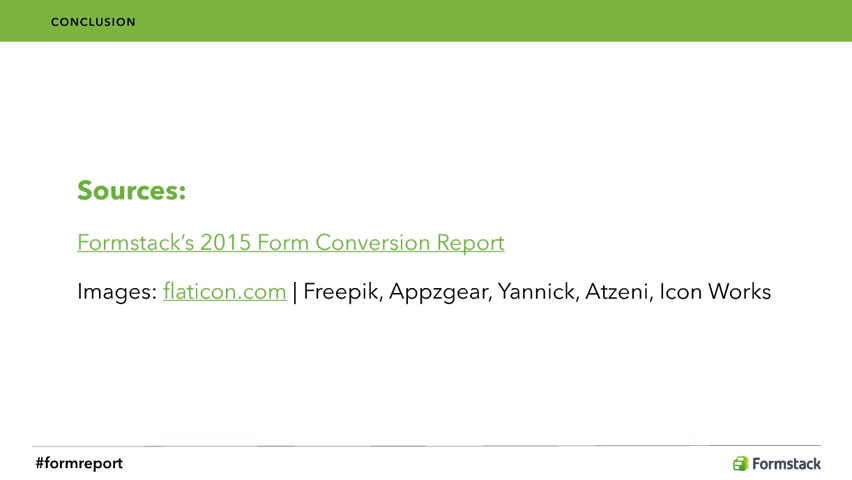 CONCLUSION
Sources:
Formstack’s 2015 Form Conversion Report
Images: flaticon.com | Freepik, Appzgear, Yannick, Atzeni, Icon Works
#formreport
Formstack